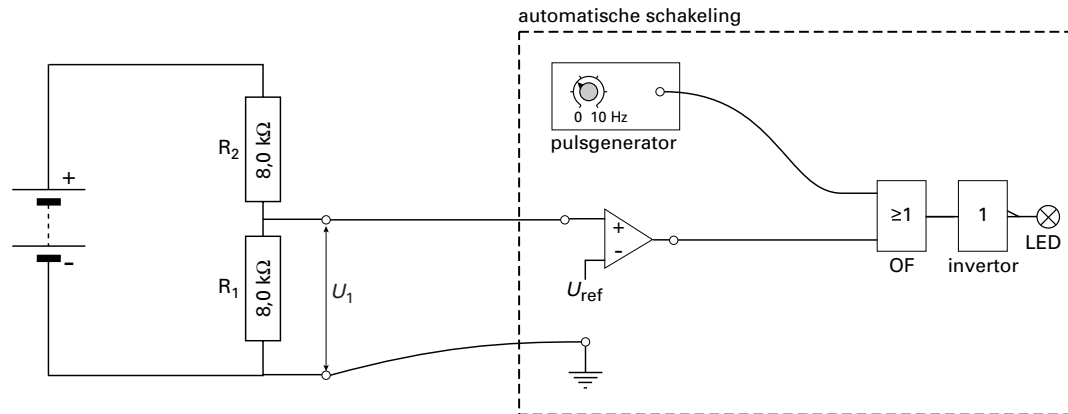 automatische schakeling
0 10 Hz
pulsgenerator
+
R2
8,0 kΩ
-
R1
8,0 kΩ
U1
+
-
Uref
≥1
OF
1
invertor
LED